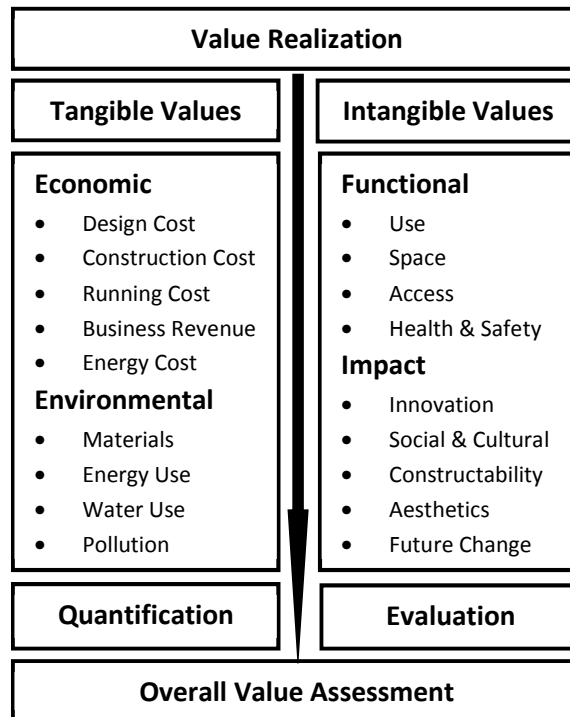 Value Realization
Tangible Values
Intangible Values
Economic
• Design Cost
• Construction Cost
• Running Cost
• Business Revenue
• Energy Cost
Environmental
• Materials
• Energy Use
• Water Use
• Pollution
Functional
• Use
• Space
• Access
• Health & Safety
Impact
• Innovation
• Social & Cultural
• Constructability
• Aesthetics
• Future Change
Quantification
Evaluation
Overall Value Assessment